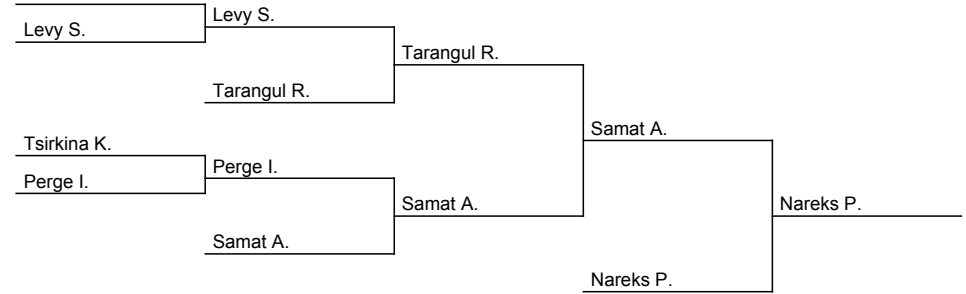 Levy S.
Levy S.
Tarangul R.
Tarangul R.
Tsirkina K.
Perge I.
Perge I.
Samat A.
Samat A.
Samat A.
Nareks P.
Nareks P.